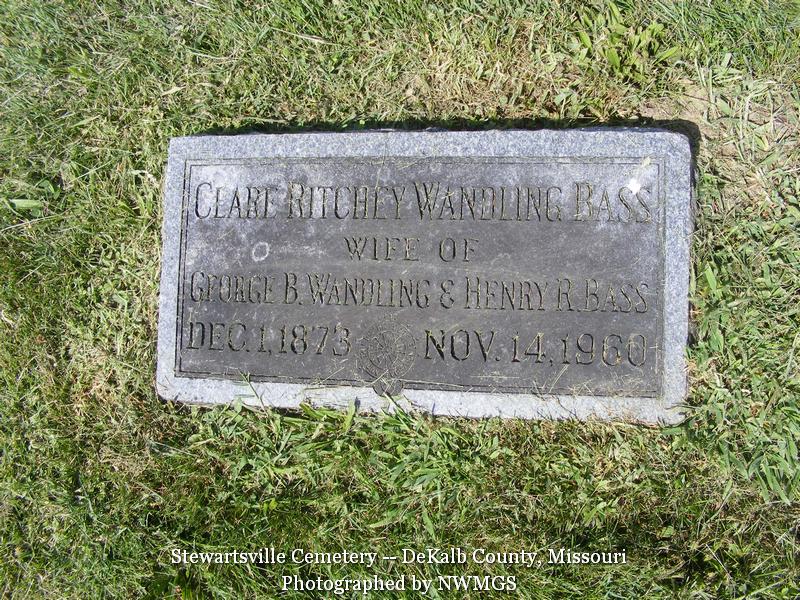 CLARE RITCHEY WANDLING BASS
WIFE OF
GEORGE B. WANDLING & HENRY R. BASS
DEC. 1, 1873 NOV. 14, 1960
Stewartsville Cemetery -- DeKalb County, Missouri
Photographed by NWMGS